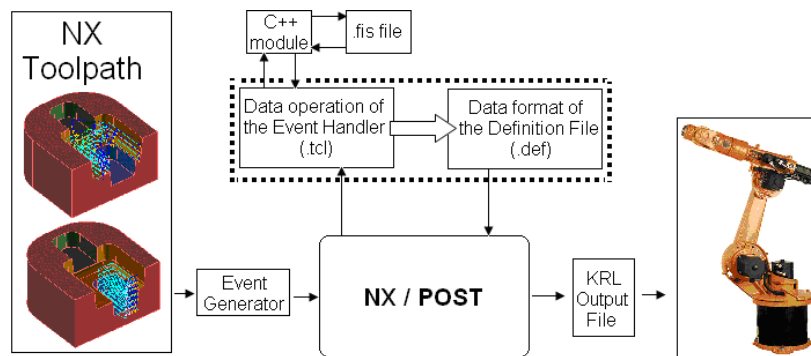 NX
Toolpath
C++
module
.fis file
Data operation of
the Event Handler
(.tcl)
Data format of
the Definition File
(.def)
Event
Generator
NX / POST
KRL
Output
File